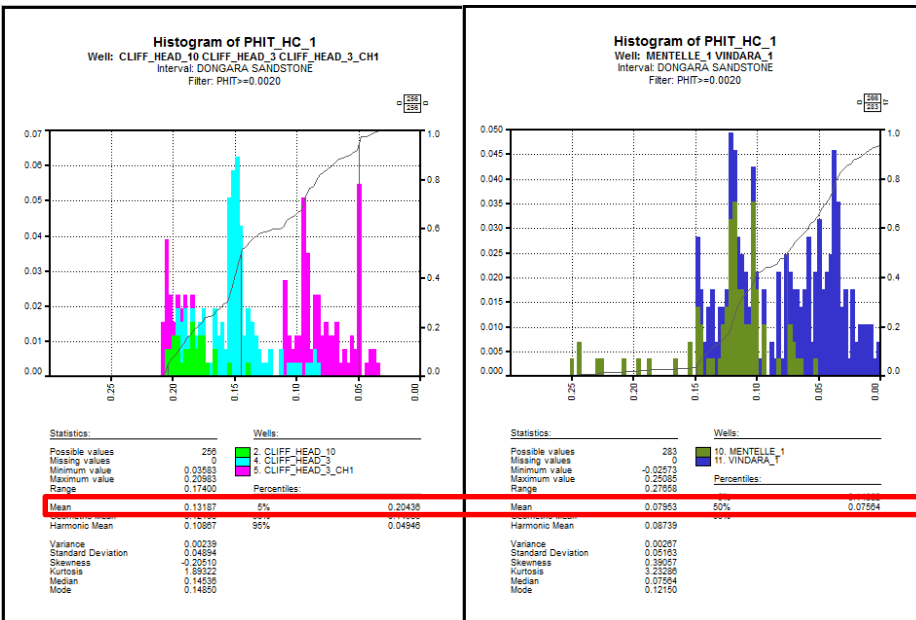 Histogram of PHIT_HC_1
Well: CLIFF_HEAD_10 CLIFF_HEAD_3 CLIFF_HEAD_3_CH1
Interval: DONGARA SANDSTONE
Filter: PHIT>=0.0020
0 256 0
256
0.07
0.06
0.05
0.04
0.03
0.02
0.01
0.00
1.0
0.8
0.6
0.4
0.2
0.0
0.25 0.20 0.15 0.10 0.05 0.00
Statistics: Wells:
Possible values 256 2. CLIFF_HEAD_10
Missing values 0 4. CLIFF_HEAD_3
Minimum value 0.03583 5. CLIFF_HEAD_3_CH1
Maximum value 0.20983
Range 0.17400 Percentiles:
Mean 0.13187 5% 0.20436
Harmonic Mean 0.10867 95% 0.04946
Variance 0.00239
Standard Deviation 0.04894
Skewness -0.20510
Kurtosis 1.89322
Median 0.14536
Mode 0.14850
Histogram of PHIT_HC_1
Well: MENTELLE_1 VINDARA_1
Interval: DONGARA SANDSTONE
Filter: PHIT>=0.0020
0 266 17
283
0.050
0.045
0.040
0.035
0.030
0.025
0.020
0.015
0.010
0.005
0.000
1.0
0.8
0.6
0.4
0.2
0.0
0.25 0.20 0.15 0.10 0.05 0.00
Statistics: Wells:
Possible values 283 10. MENTELLE_1
Missing values 0 11. VINDARA_1
Minimum value -0.02573
Maximum value 0.25085 Percentiles:
Range 0.27658
Mean 0.07953 50% 0.07564
Harmonic Mean 0.08739
Variance 0.00267
Standard Deviation 0.05163
Skewness 0.39057
Kurtosis 3.23286
Median 0.07564
Mode 0.12150